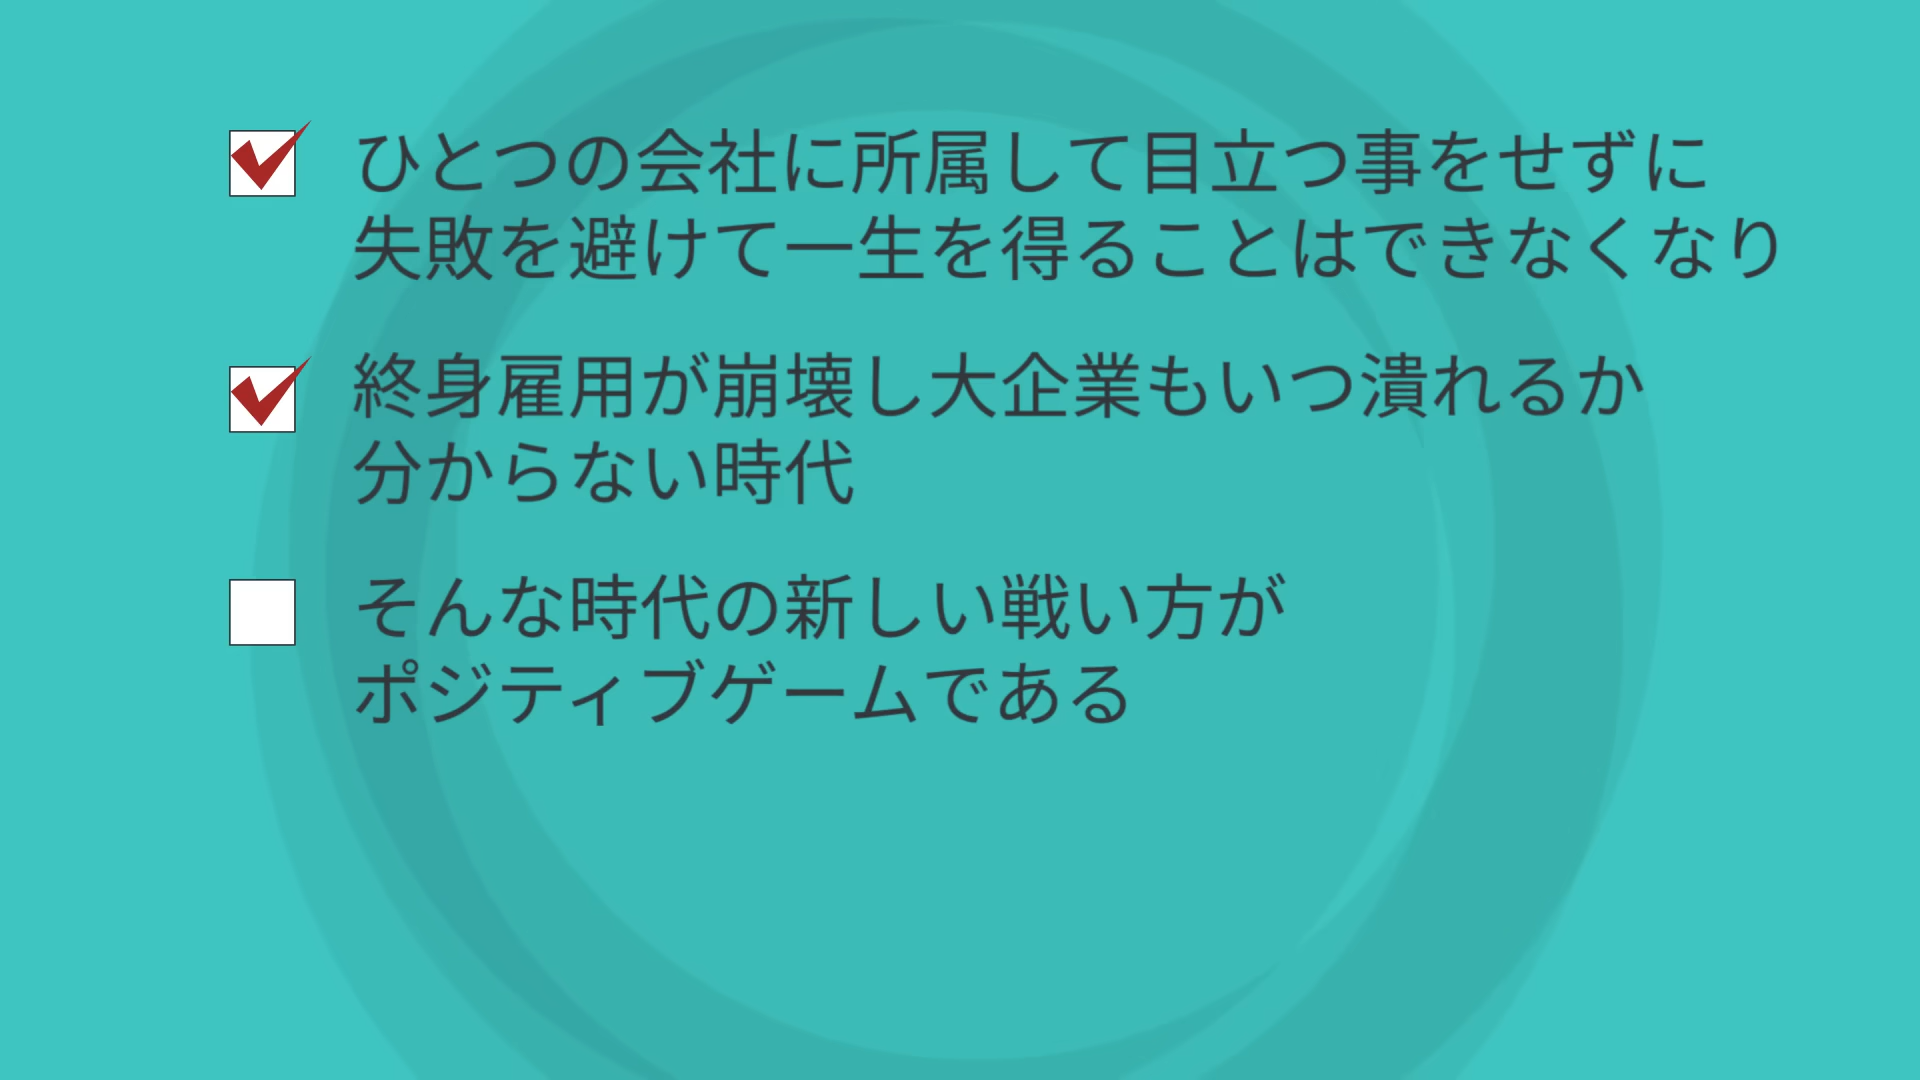 ひとつの会社に所属して目立つ事をせずに
失敗を避けて一生を得ることはできなくなり
終身雇用が崩壊し大企業もいつ潰れるか
分からない時代
そんな時代の新しい戦い方が
ポジティブゲームである